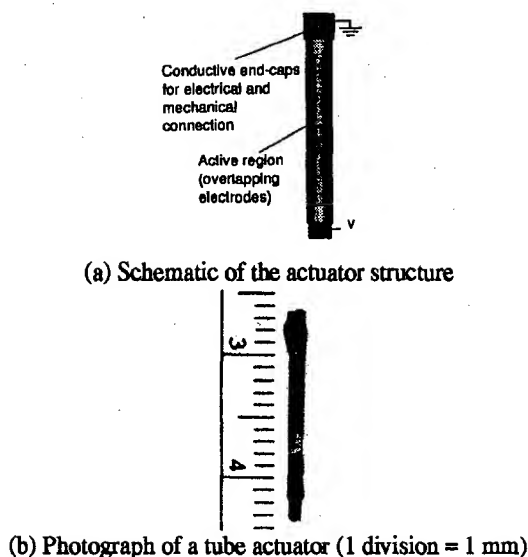 Conductive end-caps
for electrical and
mechanical
connection
Active region
(overlapping
electrodes)
V
(a) Schematic of the actuator structure
3
4
(b) Photograph of a tube actuator (1 division = 1 mm)